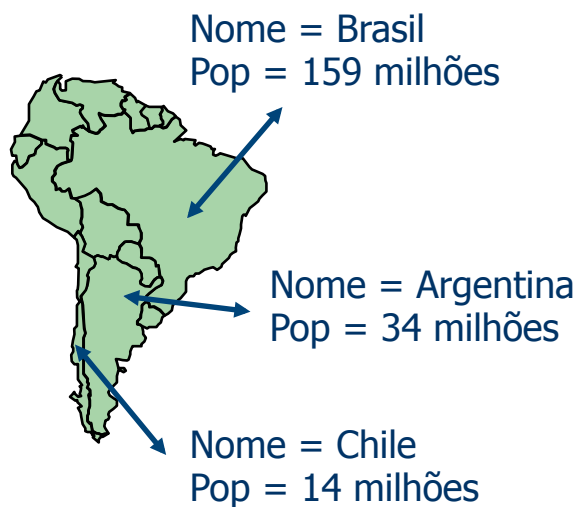 Nome = Brasil
Pop = 159 milhões
Nome = Argentina
Pop = 34 milhões
Nome = Chile
Pop = 14 milhões